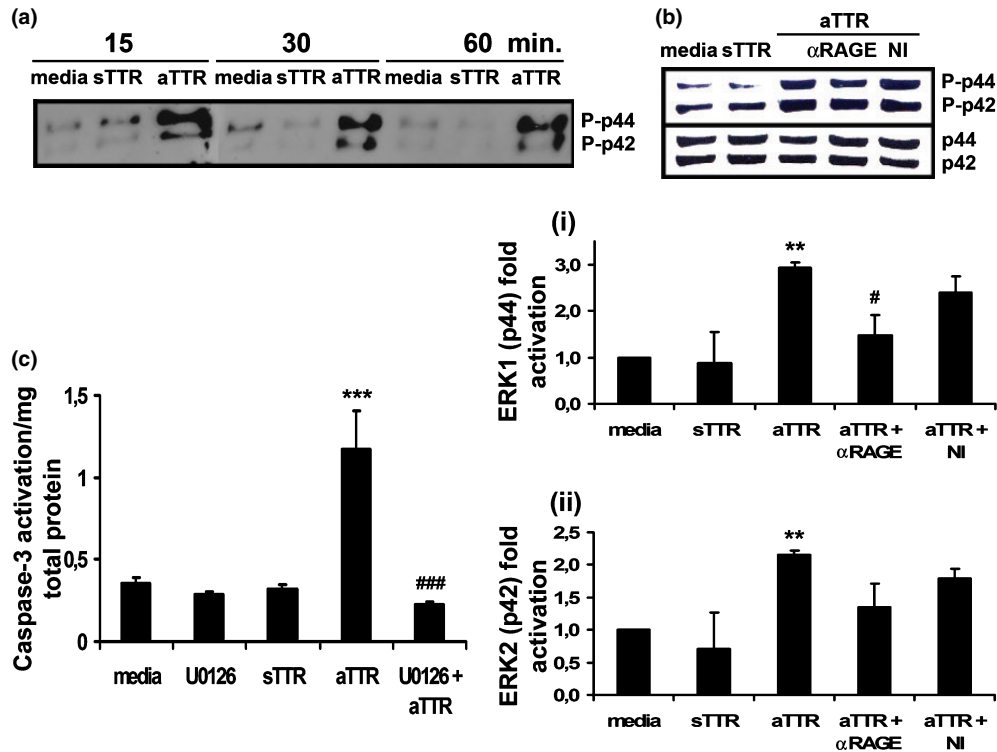 (a)
15 30 60 min.
media sTTR aTTR media sTTR aTTR media sTTR aTTR
P-p44
P-p42
(b)
aTTR
media sTTR αRAGE NI
P-p44
P-p42
p44
p42
(i)
ERK1 (p44) fold
activation
3,0
2,0
1,0
0,0
**
#
media sTTR aTTR aTTR + aTTR +
αRAGE NI
(c)
Caspase-3 activation/mg
total protein
1,5
1
0,5
0
***
###
media U0126 sTTR aTTR U0126 +
aTTR
(ii)
ERK2 (p42) fold
activation
2,5
2,0
1,5
1,0
0,5
0,0
**
media sTTR aTTR aTTR + aTTR +
αRAGE NI